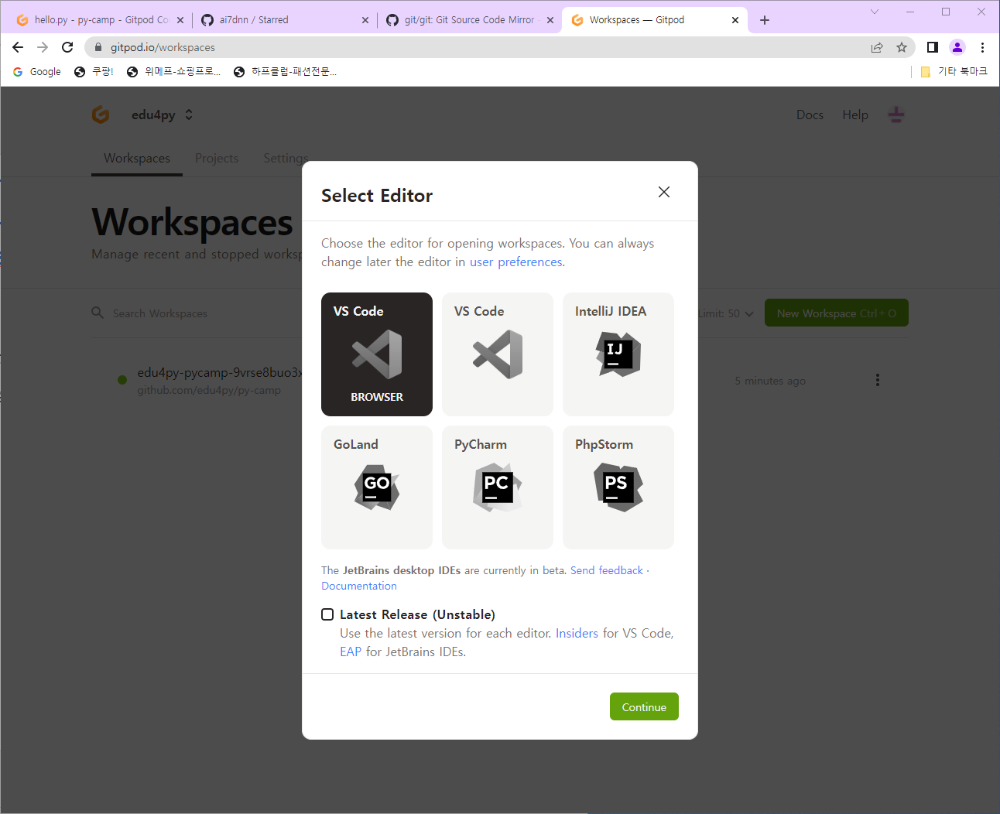 hello.py - py-camp - Gitpod Co
ai7dnn / Starred
git/git: Git Source Code Mirror -
Workspaces — Gitpod
gitpod.io/workspaces
Google
쿠팡!
위메프-쇼핑프로...
하프클럽-패션전문...
기타 북마크
edu4py
Docs
Help
Workspaces
Projects
Settings
Workspaces
Manage recent and stopped worksp
Search Workspaces
Limit: 50
New Workspace Ctrl + O
edu4py-pycamp-9vrse8buo3x
github.com/edu4py/py-camp
5 minutes ago
Select Editor
Choose the editor for opening workspaces. You can always
change later the editor in user preferences.
VS Code
BROWSER
VS Code
IntelliJ IDEA
IJ
GoLand
GO
PyCharm
PC
PhpStorm
PS
The JetBrains desktop IDEs are currently in beta. Send feedback ·
Documentation
Latest Release (Unstable)
Use the latest version for each editor. Insiders for VS Code,
EAP for JetBrains IDEs.
Continue